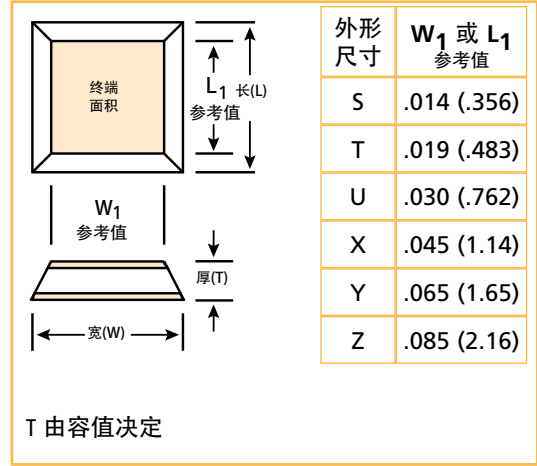 终端
面积
L1 长(L)
参考值
W1
参考值
厚(T)
宽(W)
T 由容值决定
外形
尺寸
W1 或 L1
参考值
S .014 (.356)
T .019 (.483)
U .030 (.762)
X .045 (1.14)
Y .065 (1.65)
Z .085 (2.16)